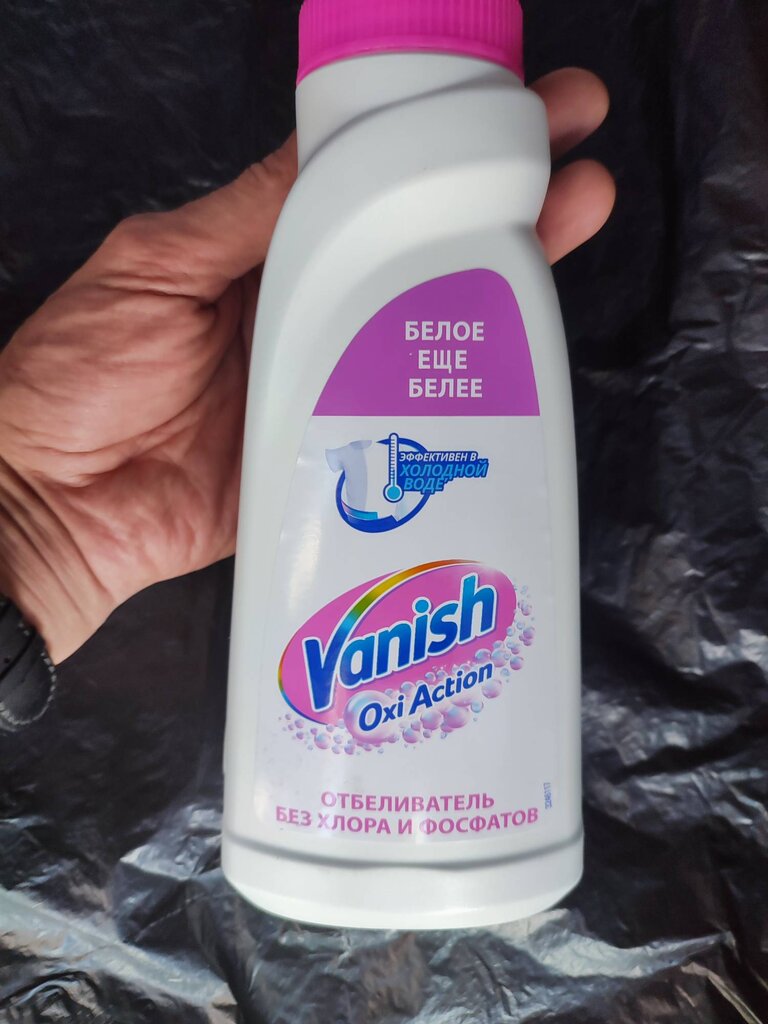 БЕЛОЕ
ЕЩЕ
БЕЛЕЕ
ЭФФЕКТИВЕН В
ХОЛОДНОЙ
ВОДЕ
Vanish
Oxi Action
ОТБЕЛИВАТЕЛЬ
БЕЗ ХЛОРА И ФОСФАТОВ